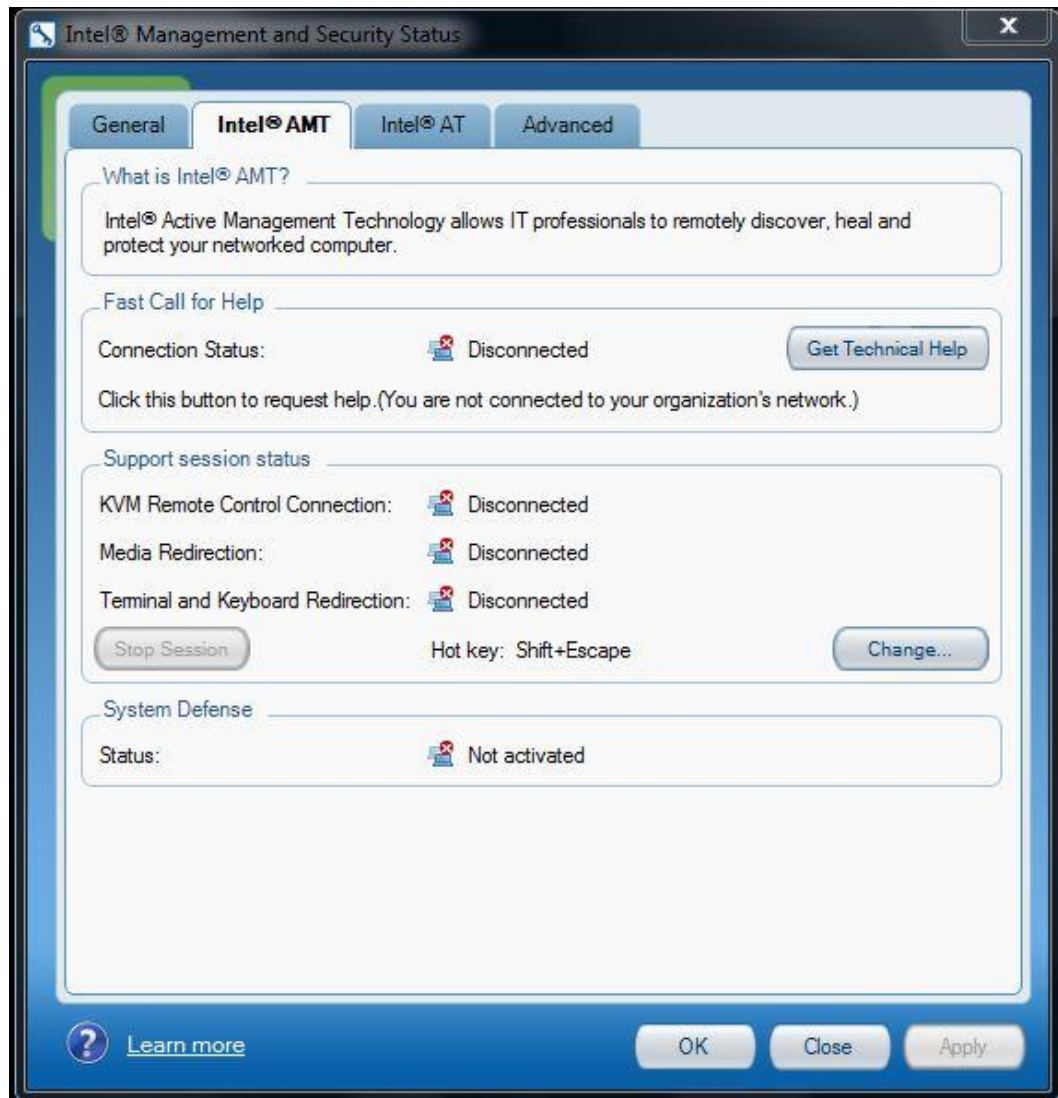 Intel® Management and Security Status
X
General
Intel® AMT
Intel® AT
Advanced
What is Intel® AMT?
Intel® Active Management Technology allows IT professionals to remotely discover, heal and
protect your networked computer.
Fast Call for Help
Connection Status:
Disconnected
Get Technical Help
Click this button to request help.(You are not connected to your organization's network.)
Support session status
KVM Remote Control Connection:
Disconnected
Media Redirection:
Disconnected
Terminal and Keyboard Redirection:
Disconnected
Stop Session
Hot key: Shift+Escape
Change...
System Defense
Status:
Not activated
? Learn more
OK
Close
Apply